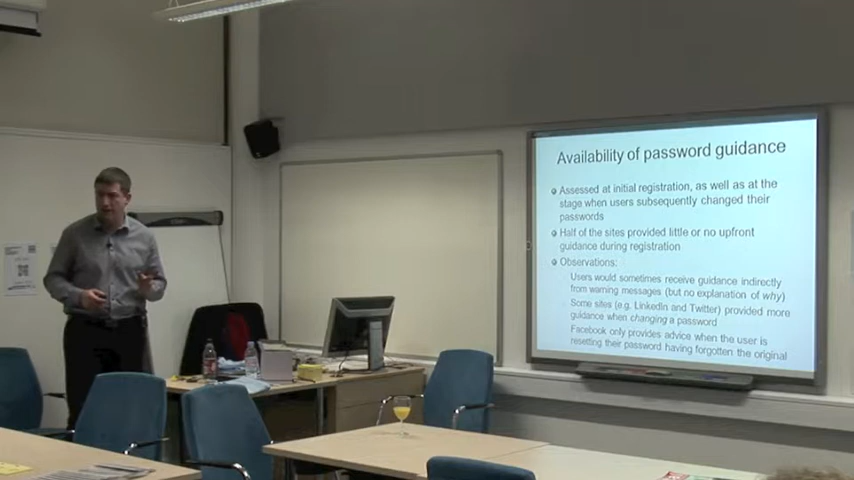 Availability of password guidance
Assessed at initial registration, as well as at the
stage when users subsequently changed their
passwords
Half of the sites provided little or no upfront
guidance during registration.
Observations:
Users would sometimes receive guidance indirectly
from warning messages (but no explanation of why)
Some sites (e.g. LinkedIn and Twitter) provided more
guidance when changing a password
Facebook only provides advice when the user is
resetting their password having forgotten their original